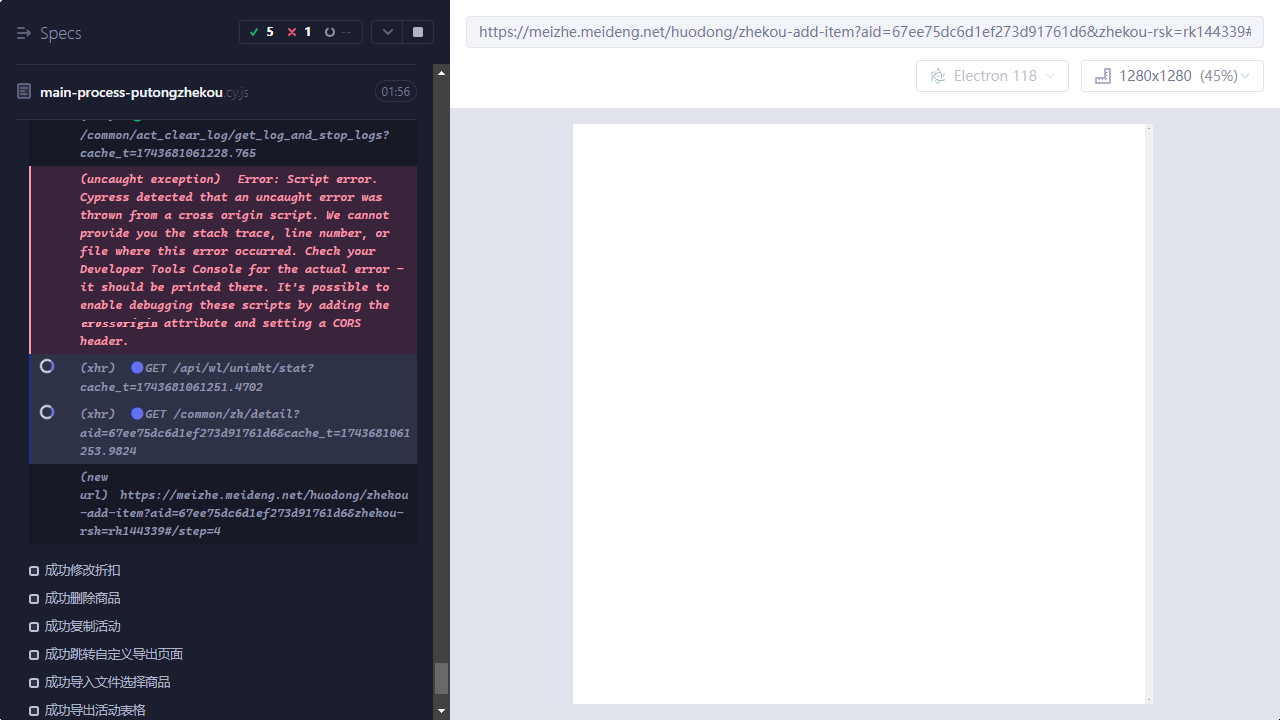 Specs
5 1 --
main-process-putongzhekou.cy.js
01:56
/common/act_clear_log/get_log_and_stop_logs?
cache_t=1743681061228.765
(uncaught exception) Error: Script error.
Cypress detected that an uncaught error was
thrown from a cross origin script. We cannot
provide you the stack trace, line number, or
file where this error occurred. Check your
Developer Tools Console for the actual error —
it should be printed there. It's possible to
enable debugging these scripts by adding the
crossorigin attribute and setting a CORS
header.
(xhr) GET /api/wl/unimkt/stat?
cache_t=1743681061251.4702
(xhr) GET /common/zk/detail?
aid=67ee75dc6d1ef273d91761d6&cache_t=1743681061
253.9824
(new
url) https://meizhe.meideng.net/huodong/zhekou
-add-item?aid=67ee75dc6d1ef273d91761d6&zhekou-
rsk=rk144339#/step=4
成功修改折扣
成功删除商品
成功复制活动
成功跳转自定义导出页面
成功导入文件选择商品
成功导出活动表格
https://meizhe.meideng.net/huodong/zhekou-add-item?aid=67ee75dc6d1ef273d91761d6&zhekou-rsk=rk144339#
Electron 118
1280x1280 (45%)